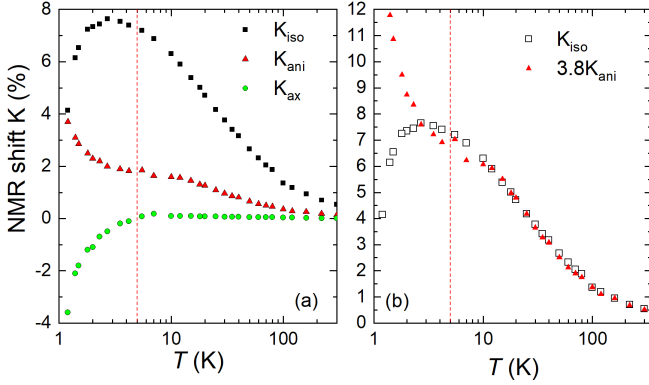 NMR shift K (%)
8
6
4
2
0
-2
-4
K_iso
K_ani
K_ax
(a)
1
10
100
T (K)
12
11
10
9
8
7
6
5
4
3
2
1
0
K_iso
3.8K_ani
(b)
1
10
100
T (K)